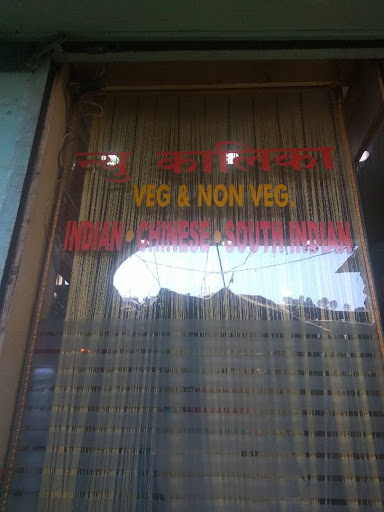 न्यु कालिका
VEG & NON VEG.
INDIAN • CHINESE • SOUTH INDIAN